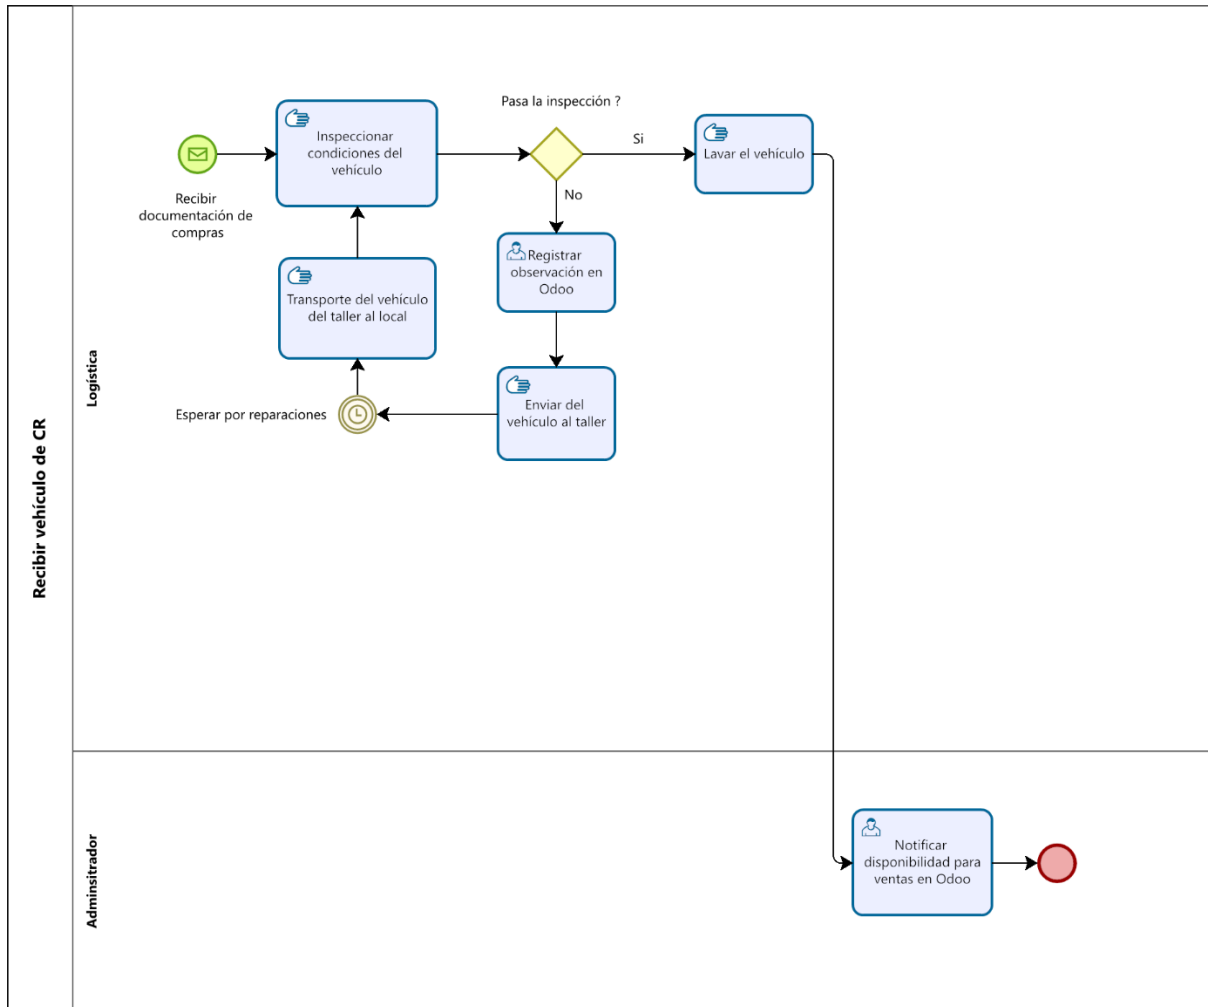 Recibir vehículo de CR
Logística
Pasa la inspección ?
Inspeccionar
condiciones del
vehículo
Si
Lavar el vehículo
Recibir
documentación de
compras
No
Registrar
observación en
Odoo
Transporte del vehículo
del taller al local
Esperar por reparaciones
Enviar del
vehículo al taller
Adminsitrador
Notificar
disponibilidad para
ventas en Odoo